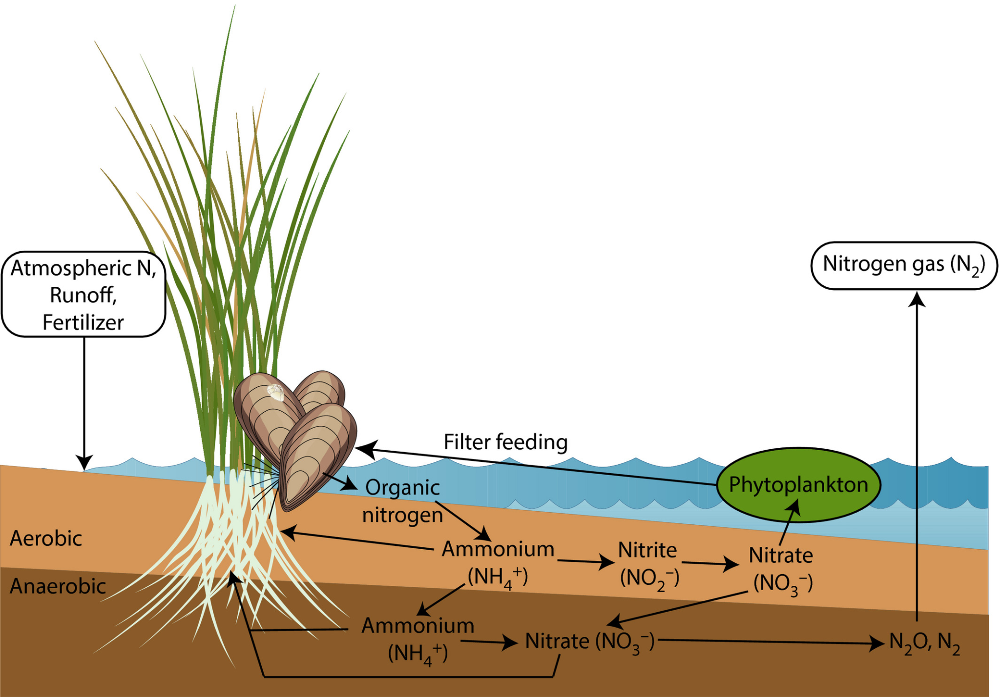 Atmospheric N,
Runoff,
Fertilizer
Nitrogen gas (N₂)
Filter feeding
Phytoplankton
Organic
nitrogen
Aerobic
Ammonium
(NH₄⁺)
Nitrite
(NO₂⁻)
Nitrate
(NO₃⁻)
Anaerobic
Ammonium
(NH₄⁺)
Nitrate (NO₃⁻)
N₂O, N₂